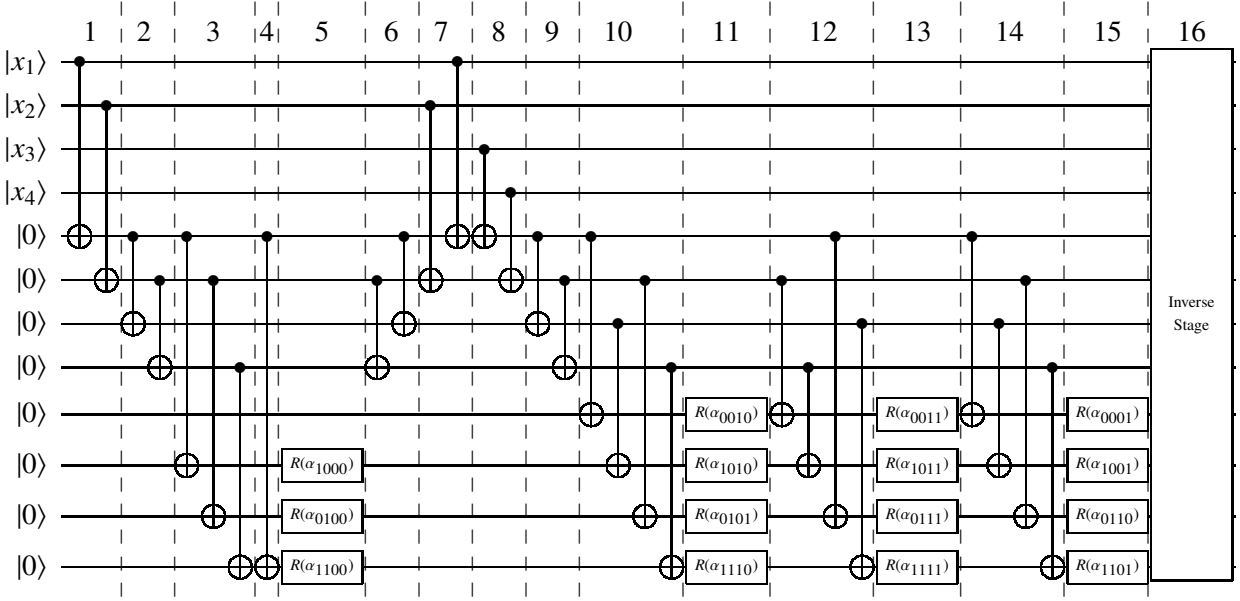 1 2 3 4 5 6 7 8 9 10 11 12 13 14 15 16
|x₁⟩
|x₂⟩
|x₃⟩
|x₄⟩
|0⟩
|0⟩
|0⟩ Inverse
Stage
|0⟩
|0⟩ R(α₀₀₁₀) R(α₀₀₁₁) R(α₀₀₀₁)
|0⟩ R(α₁₀₀₀) R(α₁₀₁₀) R(α₁₀₁₁) R(α₁₀₀₁)
|0⟩ R(α₀₁₀₀) R(α₀₁₀₁) R(α₀₁₁₁) R(α₀₁₁₀)
|0⟩ R(α₁₁₀₀) R(α₁₁₁₀) R(α₁₁₁₁) R(α₁₁₀₁)